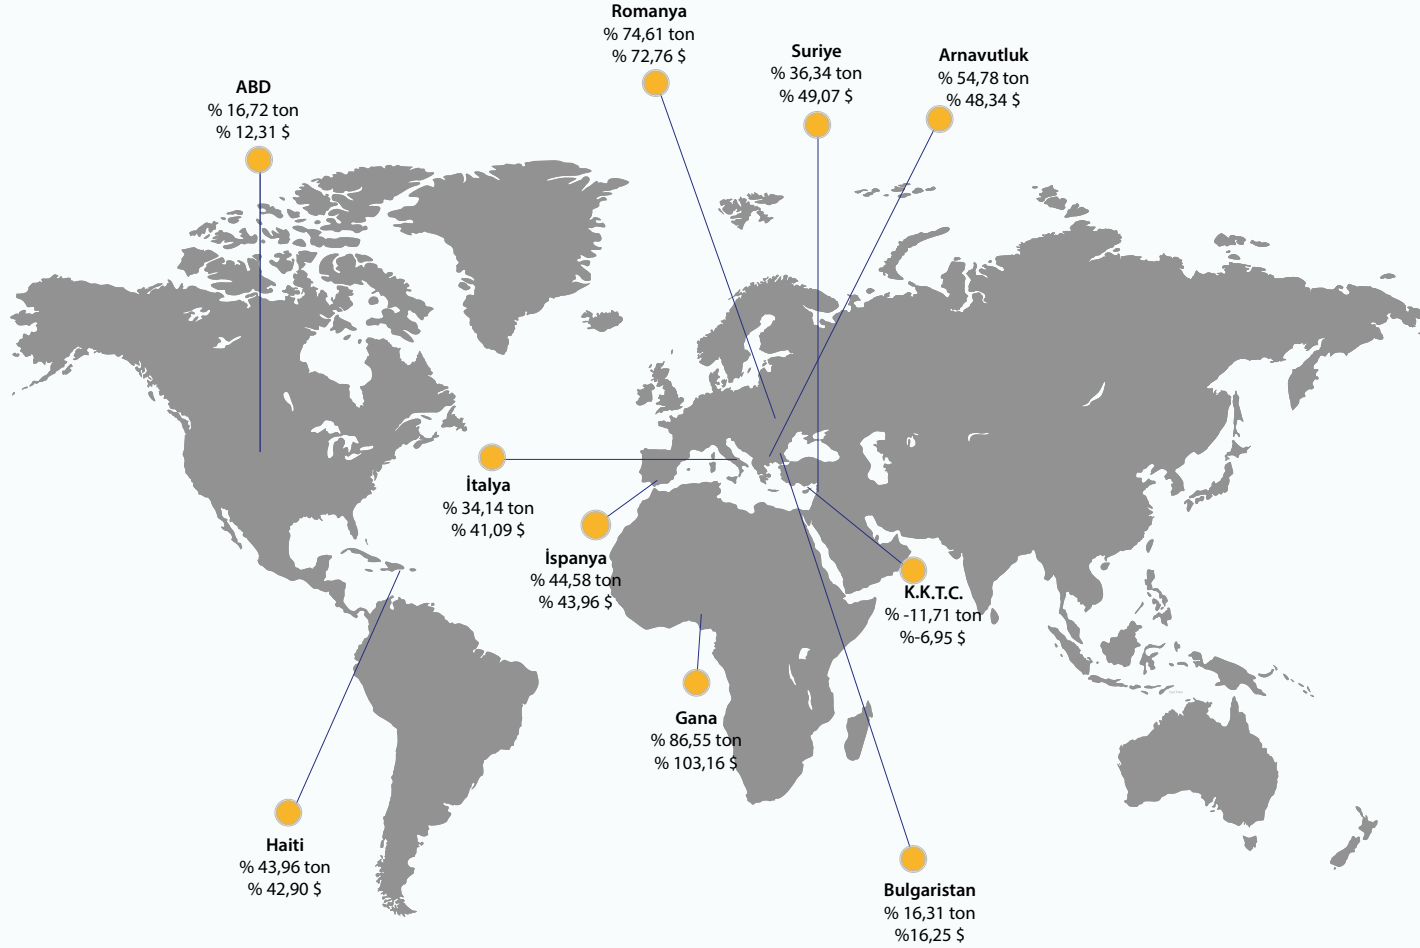 Romanya
% 74,61 ton
% 72,76 $
Suriye
% 36,34 ton
% 49,07 $
Arnavutluk
% 54,78 ton
% 48,34 $
ABD
% 16,72 ton
% 12,31 $
İtalya
% 34,14 ton
% 41,09 $
İspanya
% 44,58 ton
% 43,96 $
K.K.T.C.
% -11,71 ton
%-6,95 $
Gana
% 86,55 ton
% 103,16 $
Haiti
% 43,96 ton
% 42,90 $
Bulgaristan
% 16,31 ton
%16,25 $